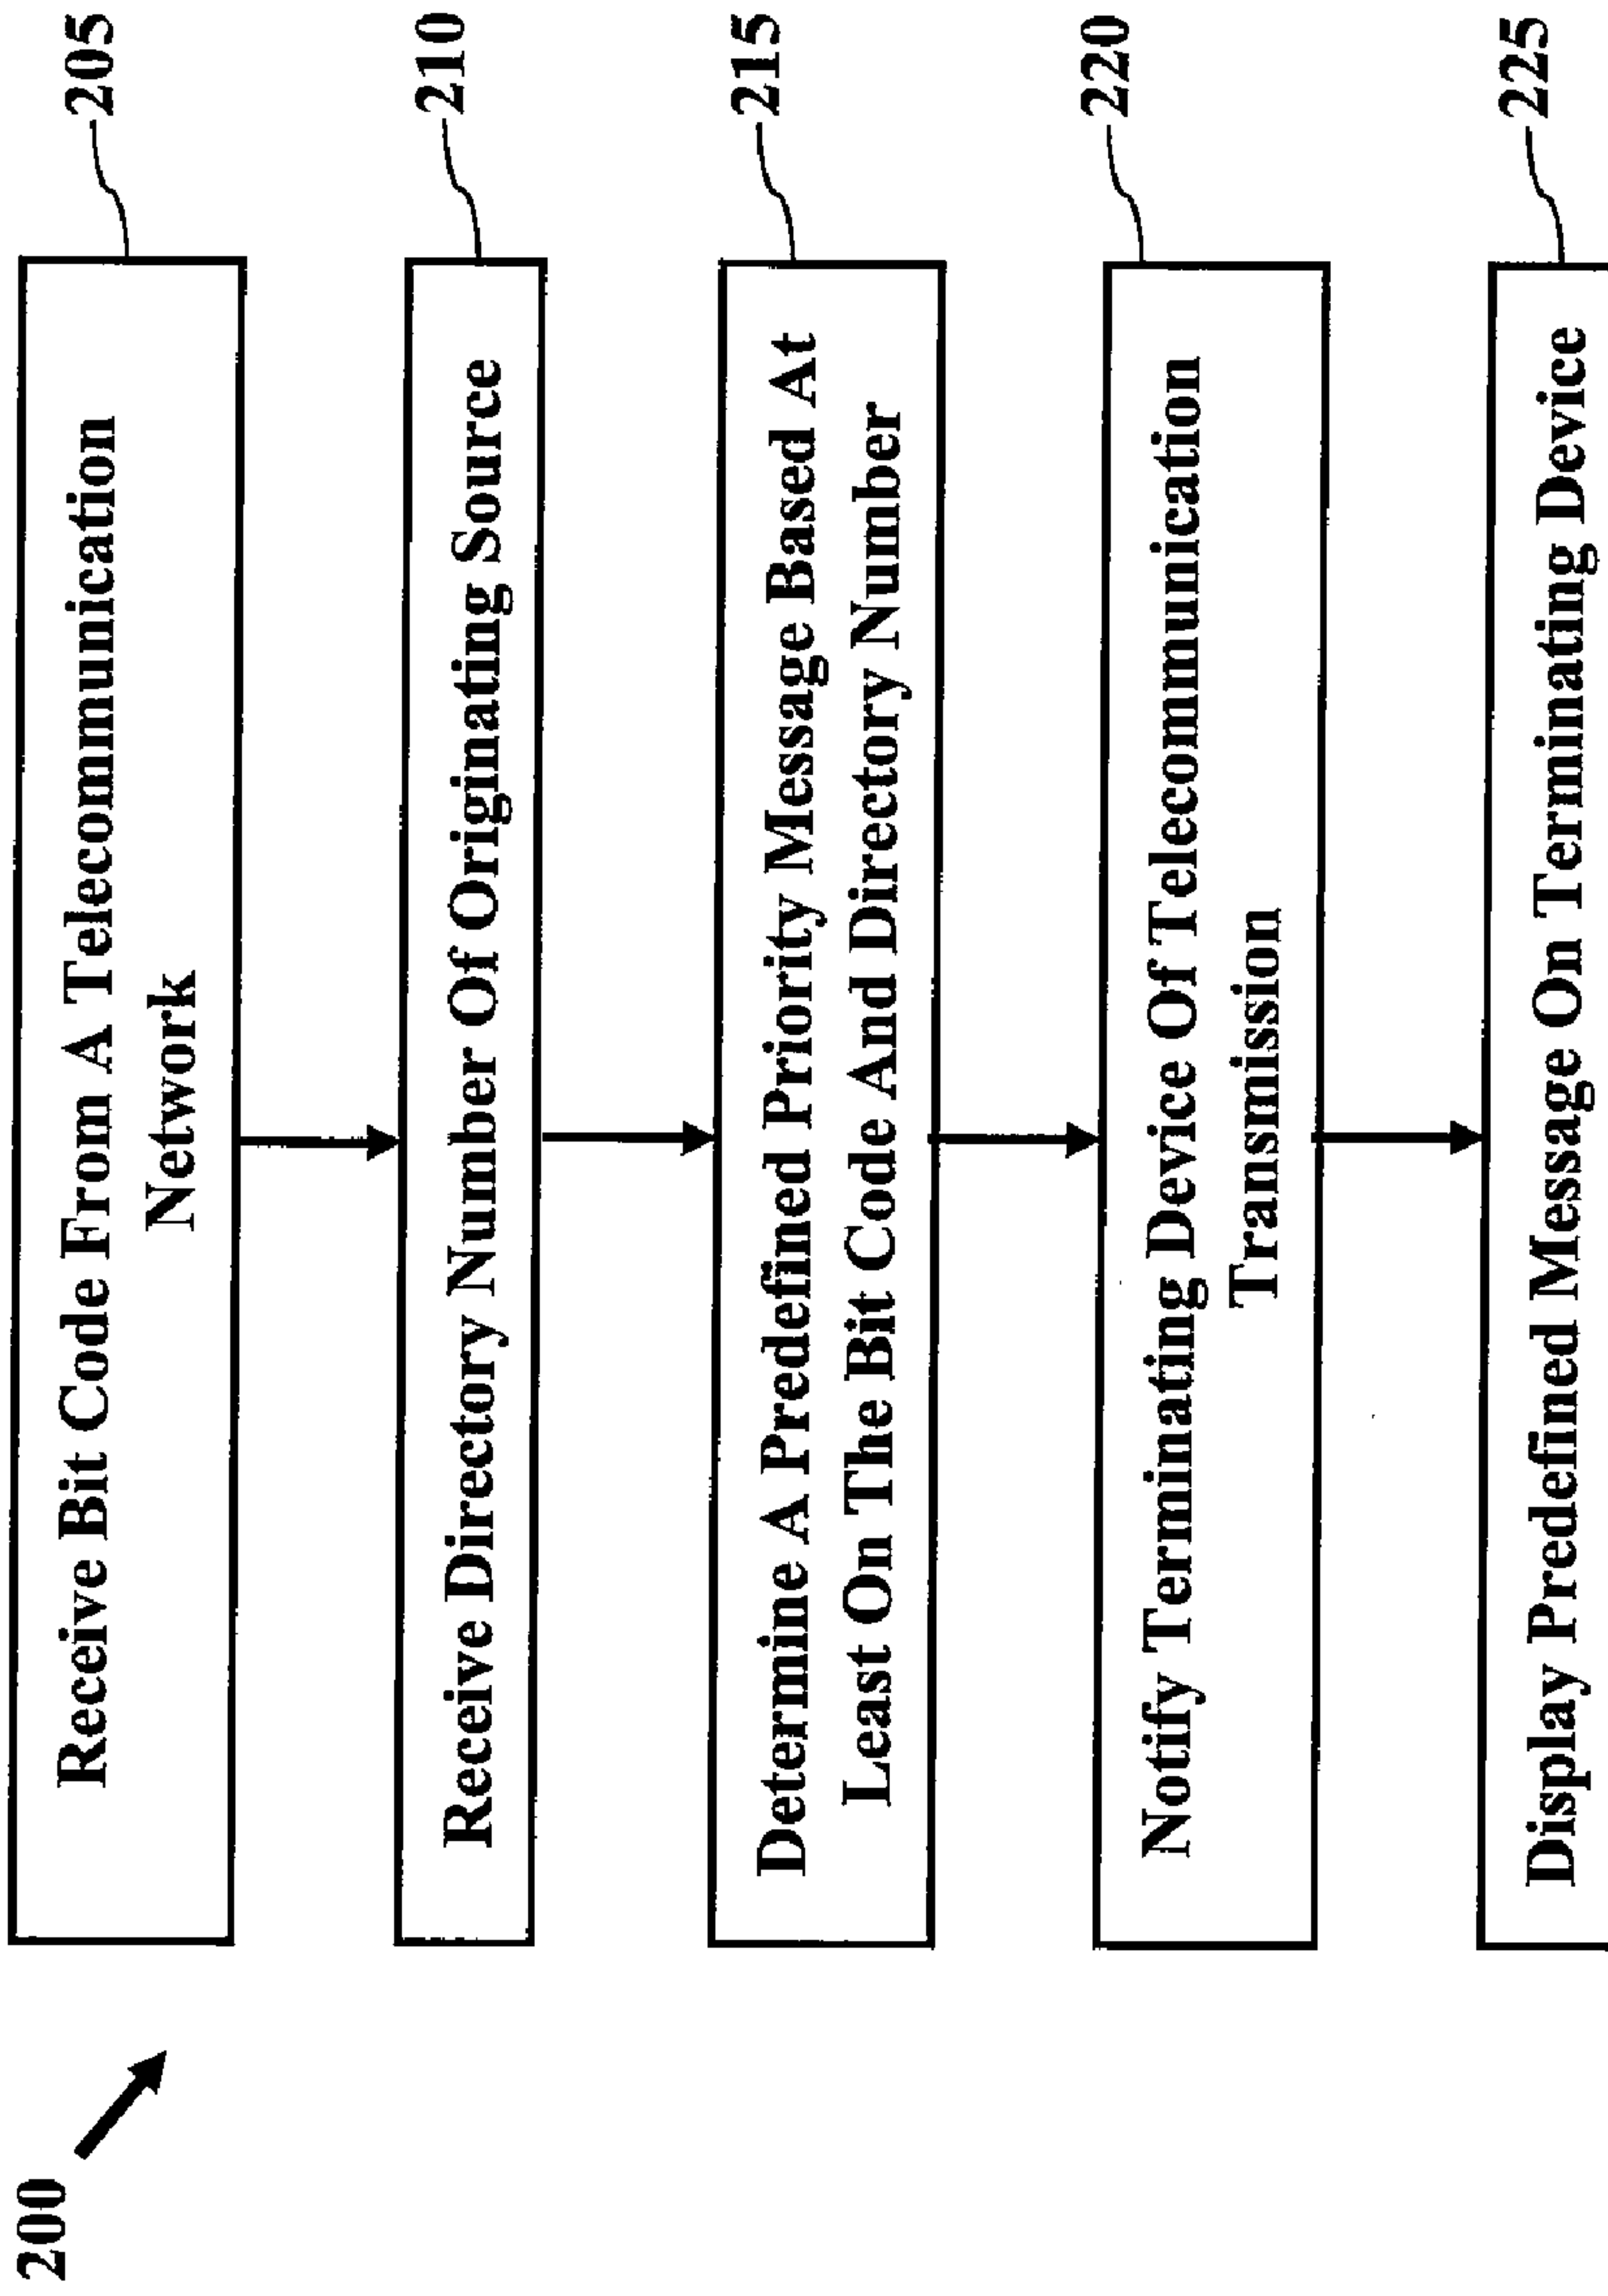 200
Receive Bit Code From A Telecommunication
Network
205
Receive Directory Number Of Originating Source
210
Determine A Predefined Priority Message Based At
Least On The Bit Code And Directory Number
215
Notify Terminating Device Of Telecommunication
Transmission
220
Display Predefined Message On Terminating Device
225